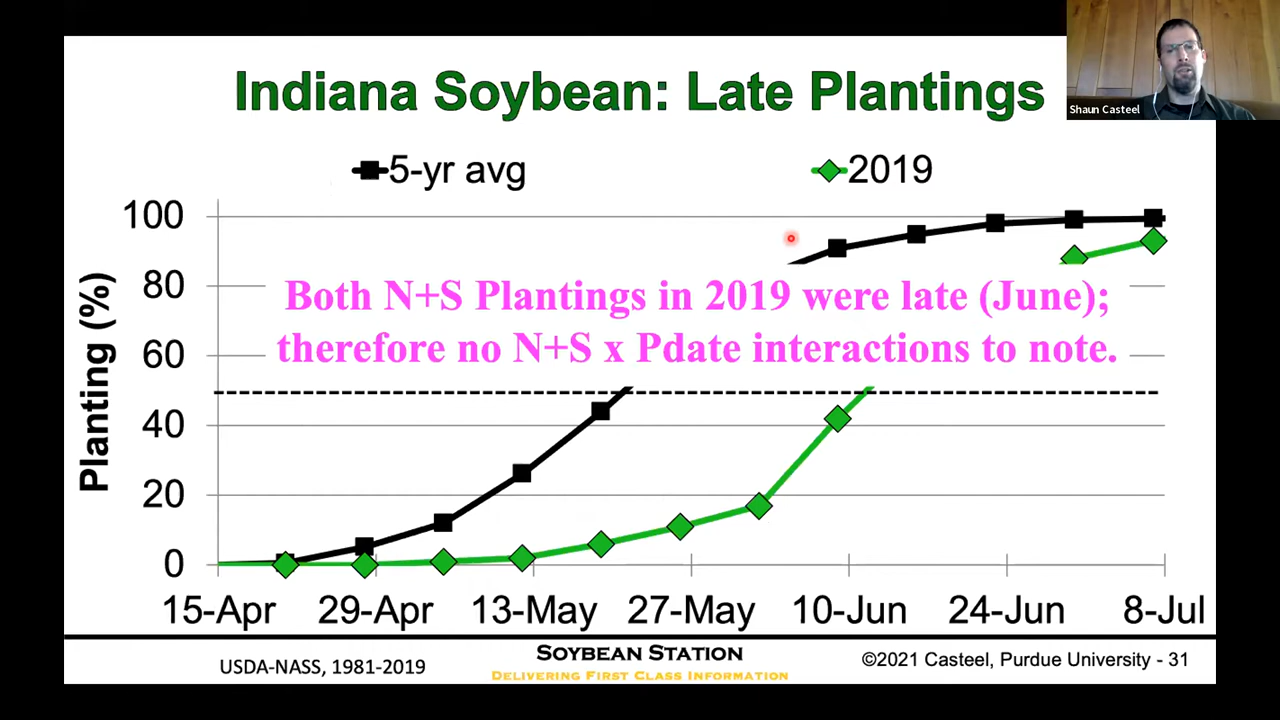 Indiana Soybean: Late Plantings
Shaun Casteel
5-yr avg
2019
Planting (%)
100
80
60
40
20
0
Both N+S Plantings in 2019 were late (June);
therefore no N+S x Pdate interactions to note.
15-Apr 29-Apr 13-May 27-May 10-Jun 24-Jun 8-Jul
USDA-NASS, 1981-2019
Soybean Station
Delivering First Class Information
©2021 Casteel, Purdue University - 31